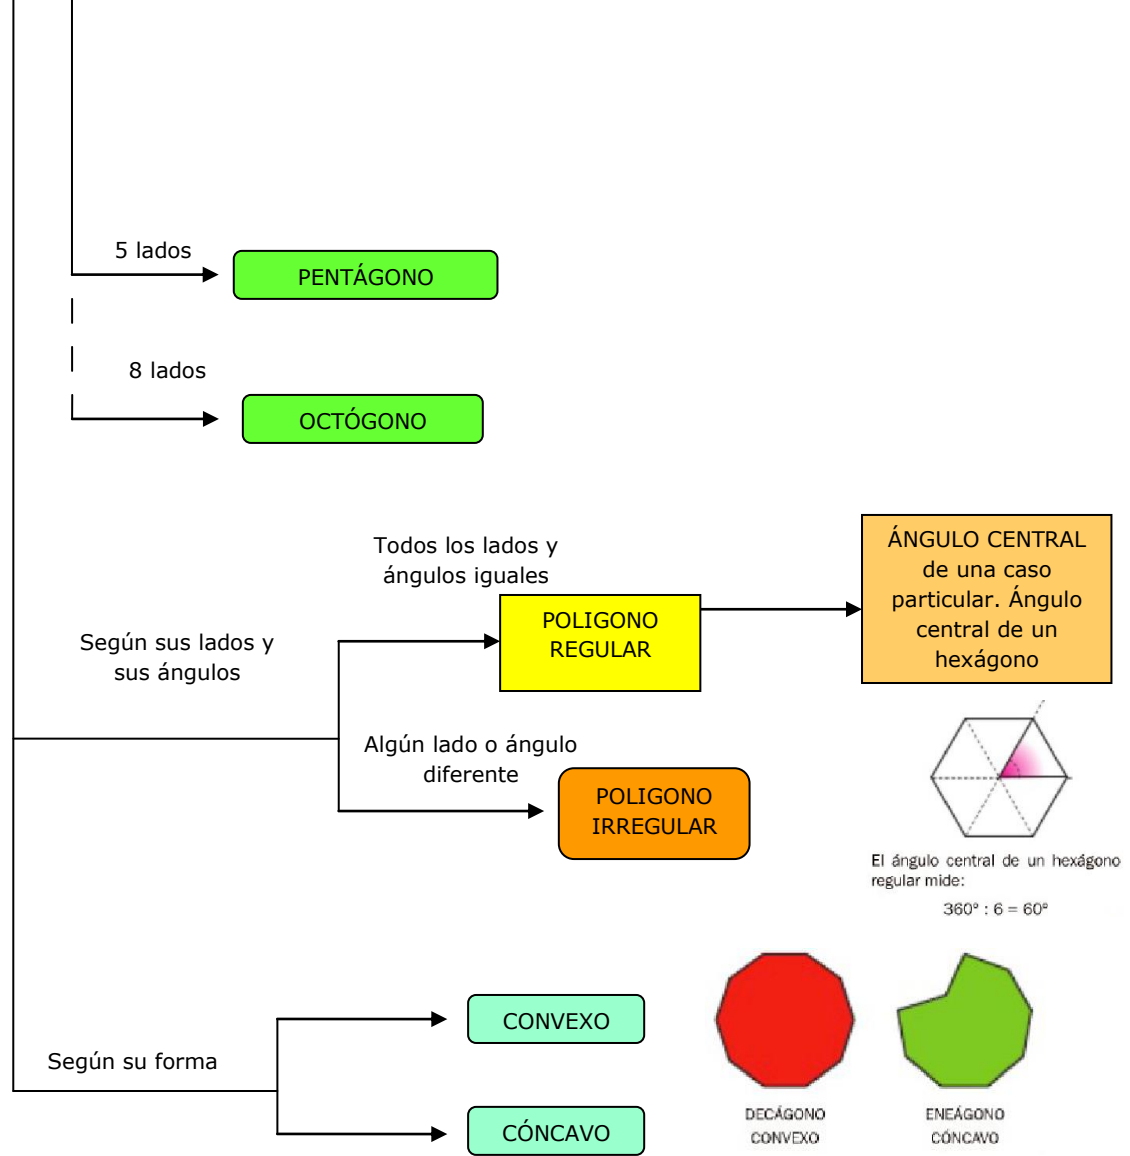 5 lados
PENTÁGONO
8 lados
OCTÓGONO
Todos los lados y
ángulos iguales
POLIGONO
REGULAR
ÁNGULO CENTRAL
de una caso
particular. Ángulo
central de un
hexágono
Según sus lados y
sus ángulos
Algún lado o ángulo
diferente
POLIGONO
IRREGULAR
El ángulo central de un hexágono
regular mide:
360º : 6 = 60º
CONVEXO
Según su forma
CÓNCAVO
DECÁGONO
CONVEXO
ENEÁGONO
CÓNCAVO